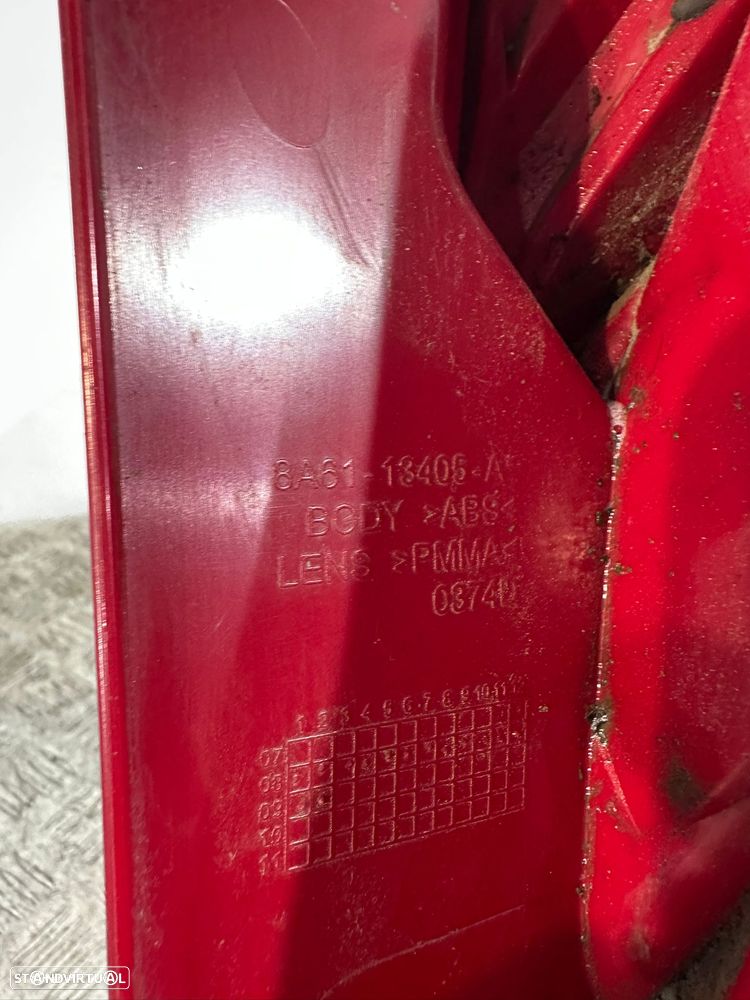 8A61-13405-A
BODY >ABS<
LENS >PMMA<
0374D
1 2 3 4 5 6 7 8 9 10 11 12
07
08
09
10
11
STANDVIRTUAL